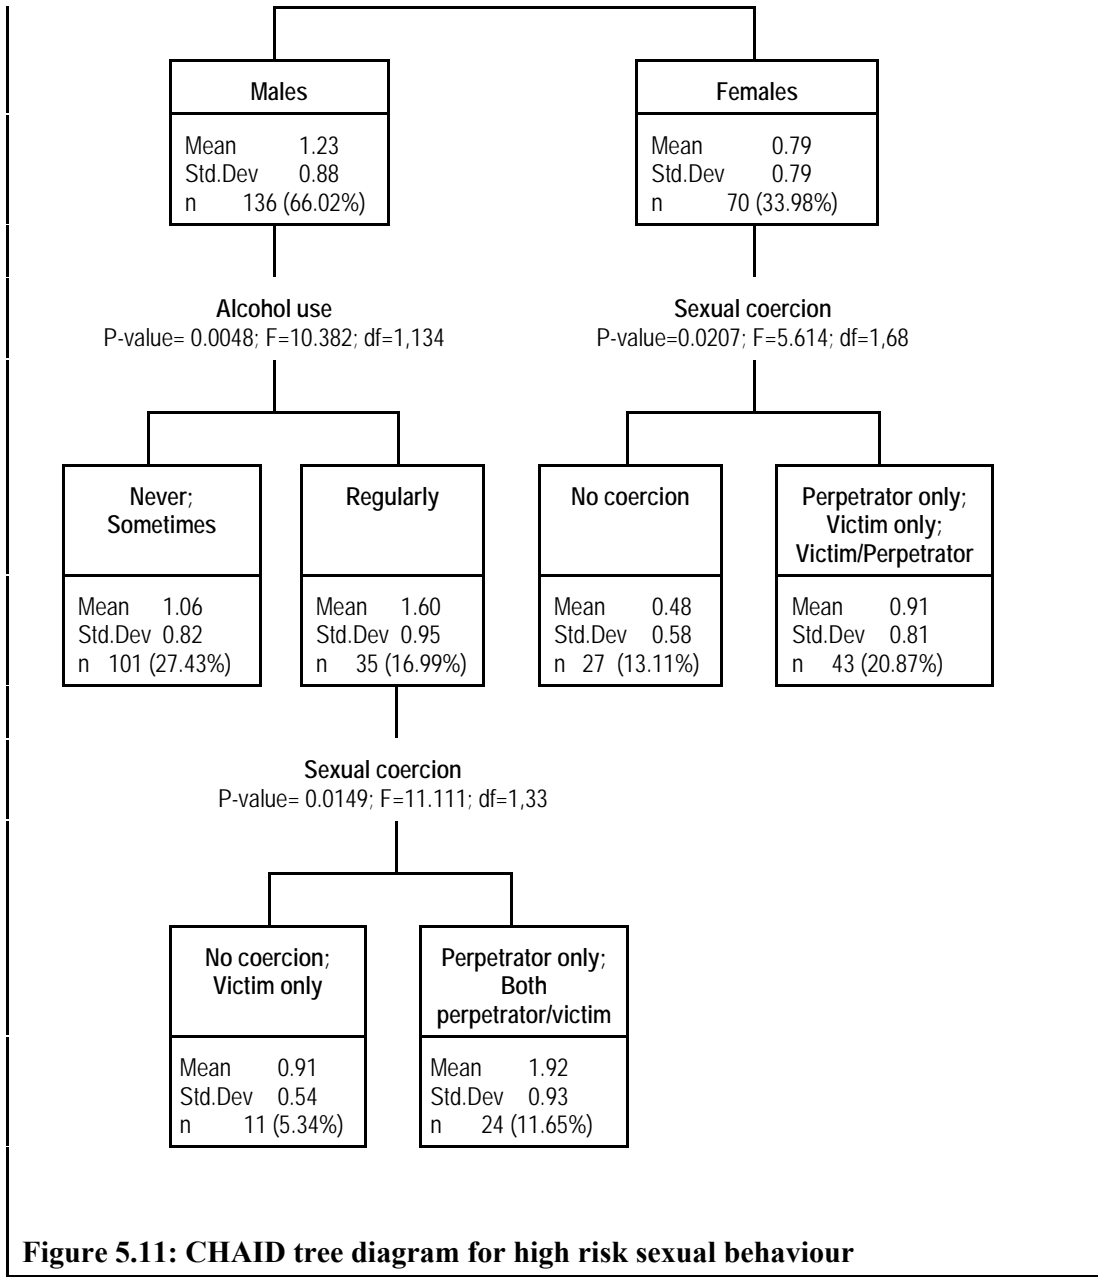 Males
Mean 1.23
Std.Dev 0.88
n 136 (66.02%)
Females
Mean 0.79
Std.Dev 0.79
n 70 (33.98%)
Alcohol use
P-value= 0.0048; F=10.382; df=1,134
Sexual coercion
P-value=0.0207; F=5.614; df=1,68
Never;
Sometimes
Mean 1.06
Std.Dev 0.82
n 101 (27.43%)
Regularly
Mean 1.60
Std.Dev 0.95
n 35 (16.99%)
No coercion
Mean 0.48
Std.Dev 0.58
n 27 (13.11%)
Perpetrator only;
Victim only;
Victim/Perpetrator
Mean 0.91
Std.Dev 0.81
n 43 (20.87%)
Sexual coercion
P-value= 0.0149; F=11.111; df=1,33
No coercion;
Victim only
Mean 0.91
Std.Dev 0.54
n 11 (5.34%)
Perpetrator only;
Both
perpetrator/victim
Mean 1.92
Std.Dev 0.93
n 24 (11.65%)
Figure 5.11: CHAID tree diagram for high risk sexual behaviour